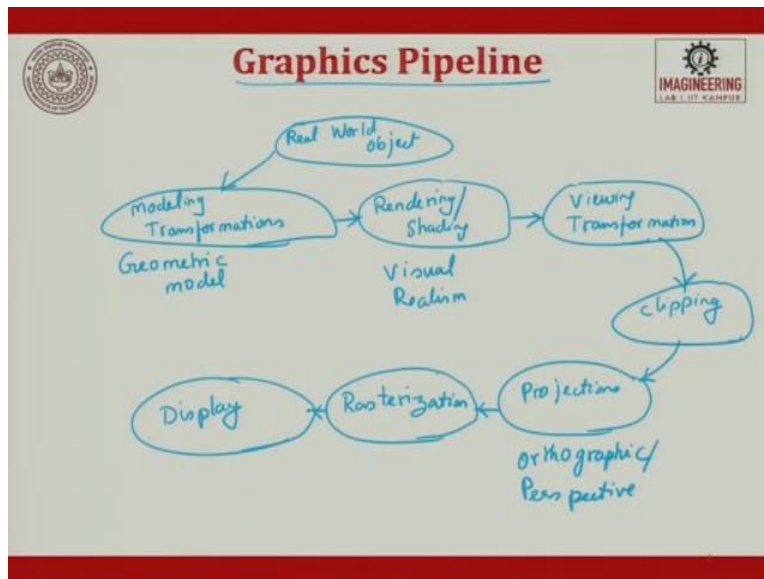 Graphics Pipeline
IMAGINEERING
LAB | IIT KANPUR
Real World
object
Modeling
Transformations
Geometric
model
Rendering/
Shading
Visual
Realism
Viewing
Transformation
Clipping
Projections
Orthographic/
Perspective
Rasterization
Display